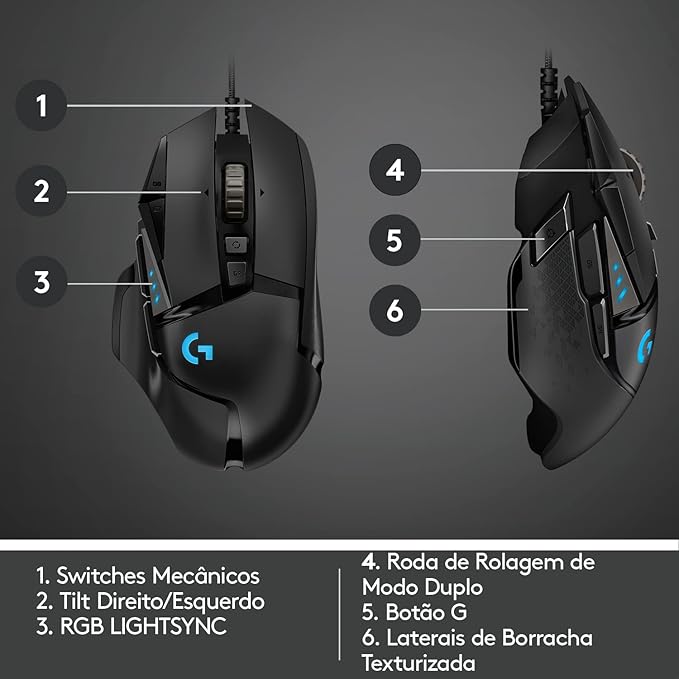 1
2
3
4
5
6
1. Switches Mecânicos
2. Tilt Direito/Esquerdo
3. RGB LIGHTSYNC
4. Roda de Rolagem de
Modo Duplo
5. Botão G
6. Laterais de Borracha
Texturizada